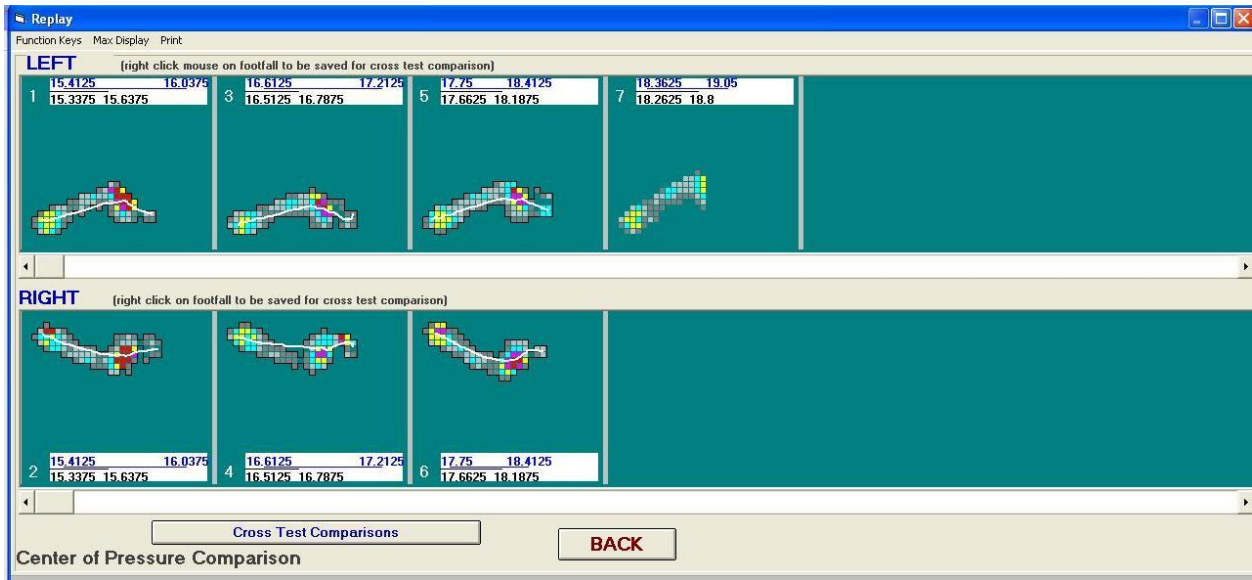 Replay
Function Keys Max Display Print
LEFT (right click mouse on footfall to be saved for cross test comparison)
15.4125 16.0375 16.6125 17.2125 17.75 18.4125 18.3625 19.05
1 15.3375 15.6375 3 16.5125 16.7875 5 17.6625 18.1875 7 18.2625 18.8
RIGHT (right click on footfall to be saved for cross test comparison)
15.4125 16.0375 16.6125 17.2125 17.75 18.4125
2 15.3375 15.6375 4 16.5125 16.7875 6 17.6625 18.1875
Cross Test Comparisons
BACK
Center of Pressure Comparison